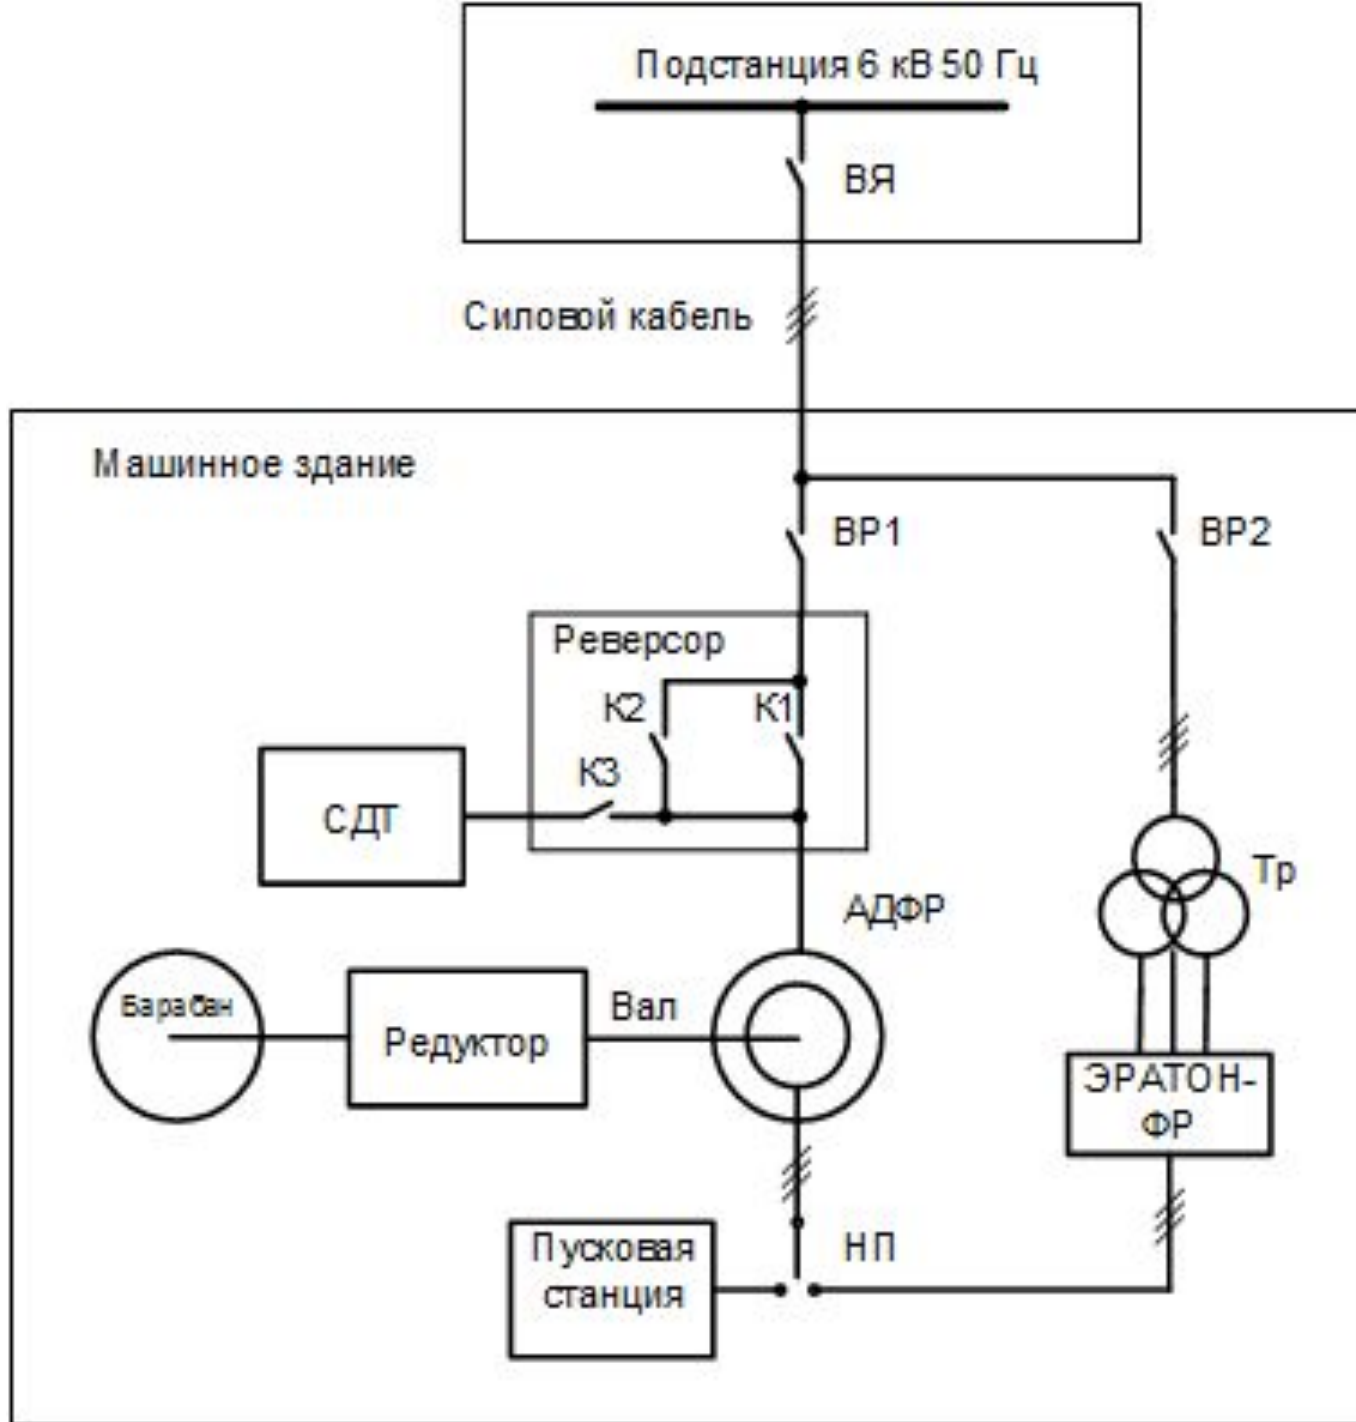 Подстанция 6 кВ 50 Гц
ВЯ
Силовой кабель
Машинное здание
ВР1
ВР2
Реверсор
К2
К1
К3
СДТ
Тр
АДФР
Барабан
Редуктор
Вал
ЭРАТОН-
ФР
Пусковая
станция
НП